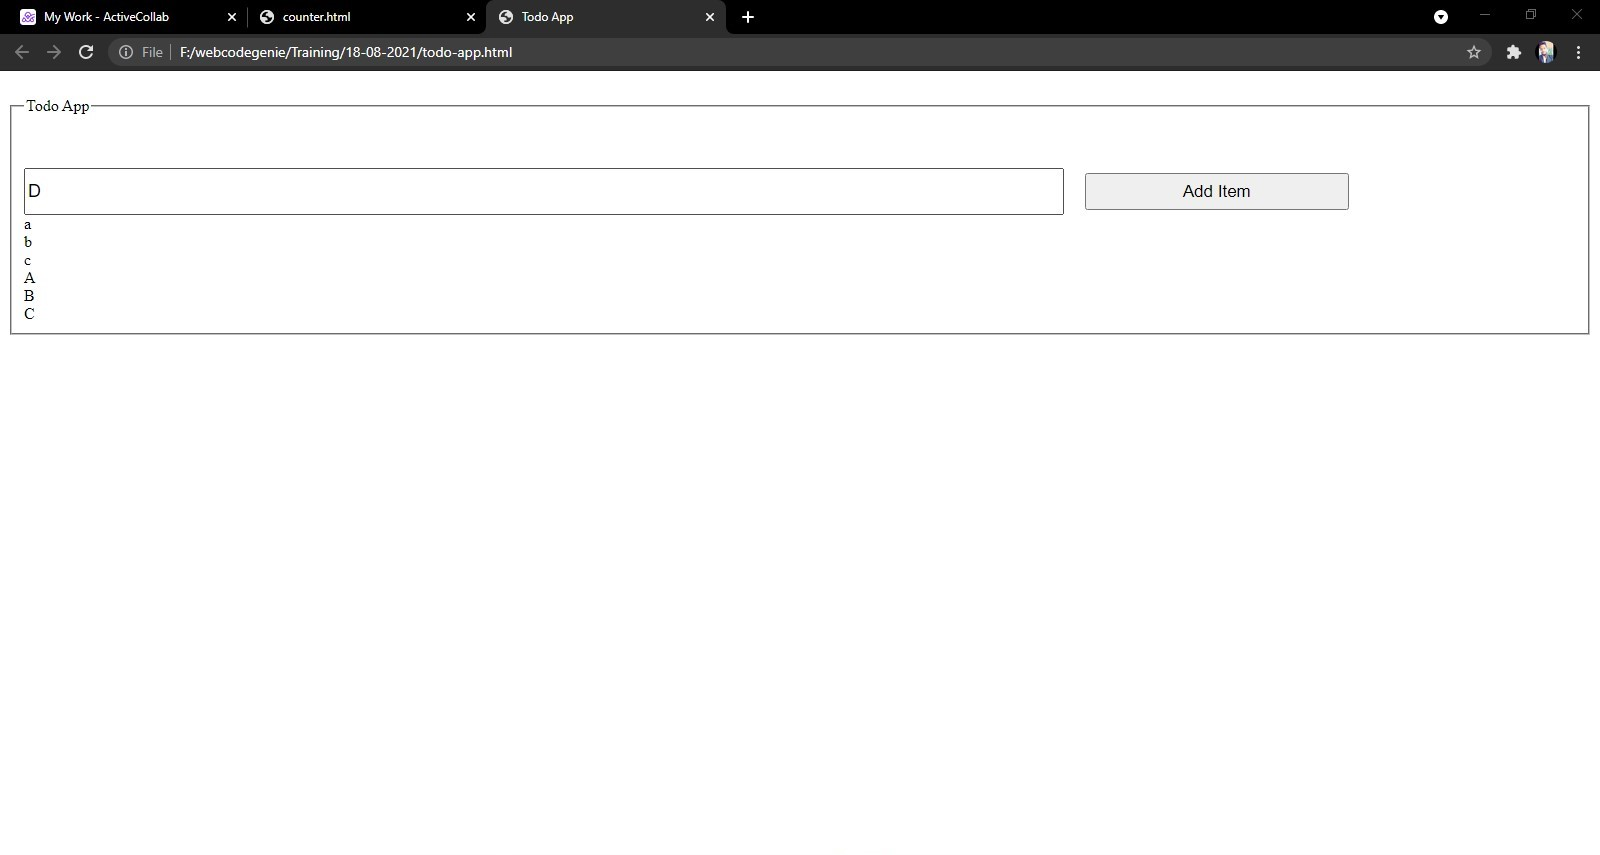 My Work - ActiveCollab
counter.html
Todo App
File
F:/webcodegenie/Training/18-08-2021/todo-app.html
Todo App
D
Add Item
a
b
c
A
B
C